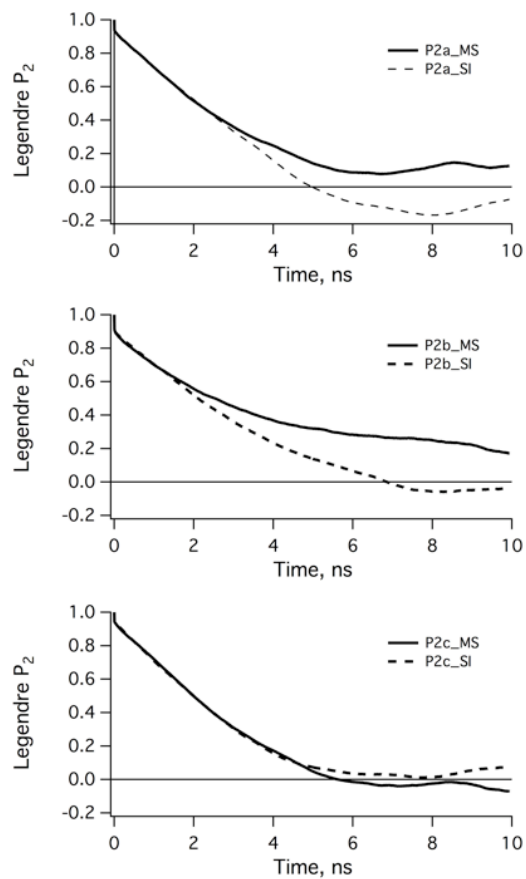 1.0
0.8
0.6
0.4
0.2
0.0
-0.2
Legendre P2
P2a_MS
P2a_SI
0 2 4 6 8 10
Time, ns
1.0
0.8
0.6
0.4
0.2
0.0
-0.2
Legendre P2
P2b_MS
P2b_SI
0 2 4 6 8 10
Time, ns
1.0
0.8
0.6
0.4
0.2
0.0
-0.2
Legendre P2
P2c_MS
P2c_SI
0 2 4 6 8 10
Time, ns